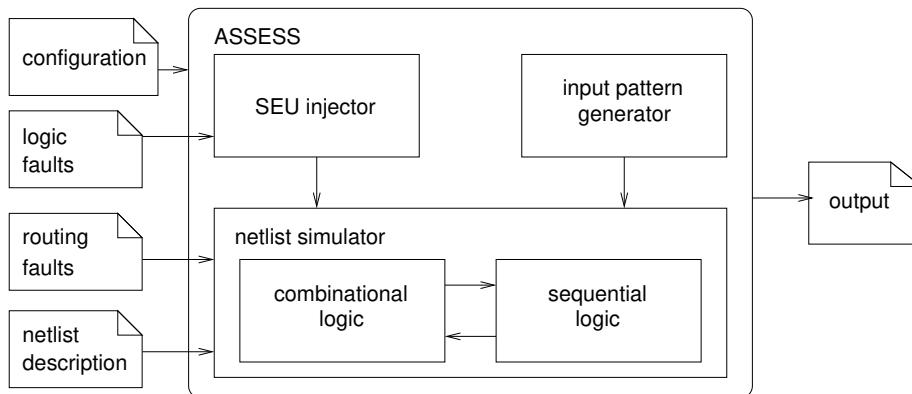 configuration
logic
faults
routing
faults
netlist
description
ASSESS
SEU injector
input pattern
generator
netlist simulator
combinational
logic
sequential
logic
output